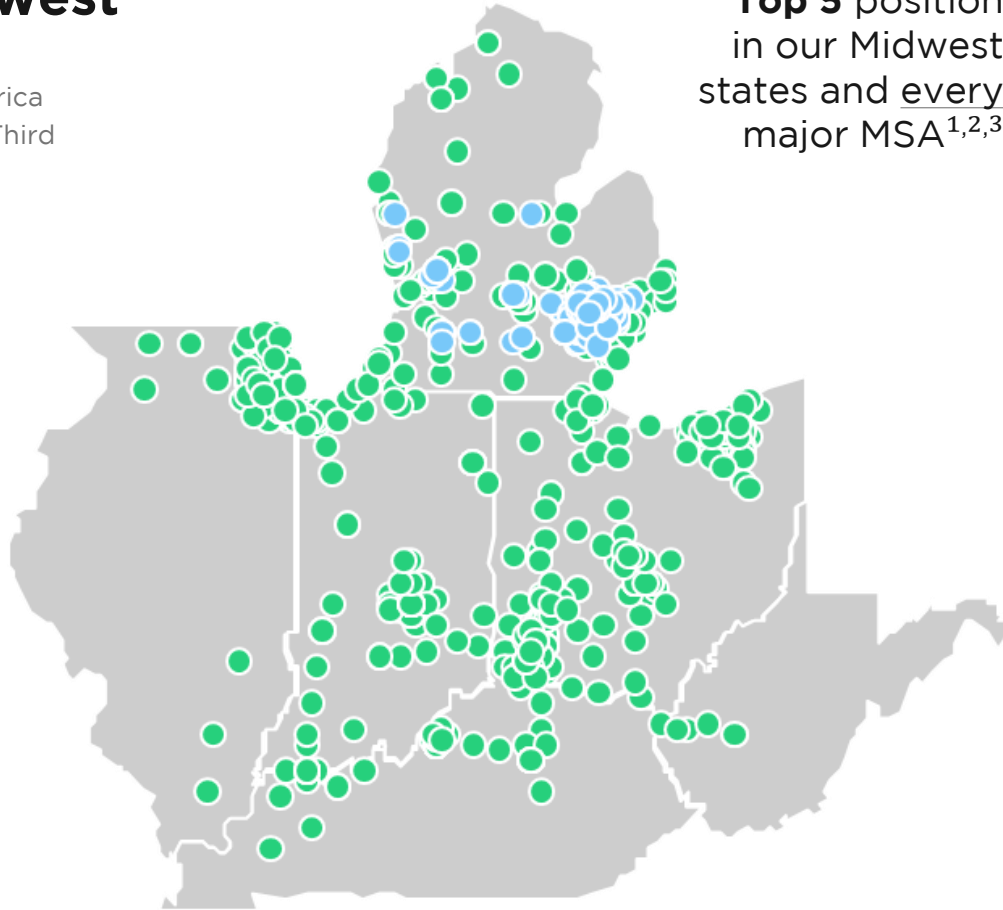 west
rica
Third
Top 5 position
in our Midwest
states and every
major MSA¹,²,³